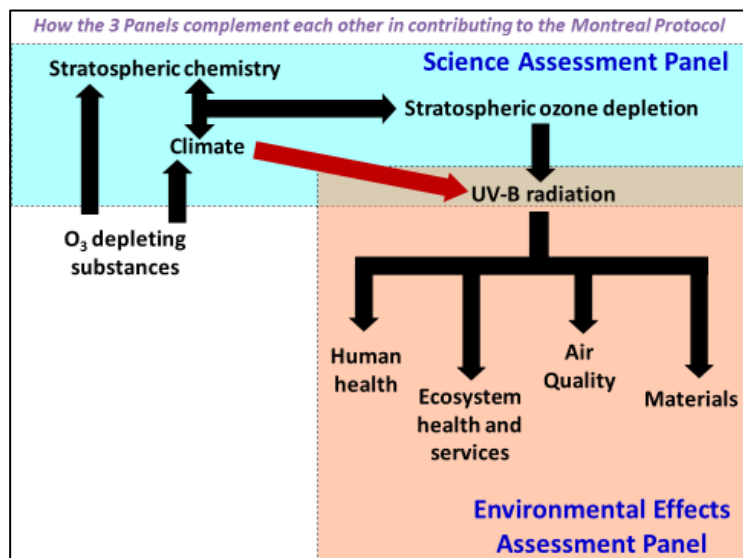 How the 3 Panels complement each other in contributing to the Montreal Protocol
Stratospheric chemistry
Science Assessment Panel
Stratospheric ozone depletion
Climate
UV-B radiation
O₃ depleting
substances
Human
health
Ecosystem
health and
services
Air
Quality
Materials
Environmental Effects
Assessment Panel